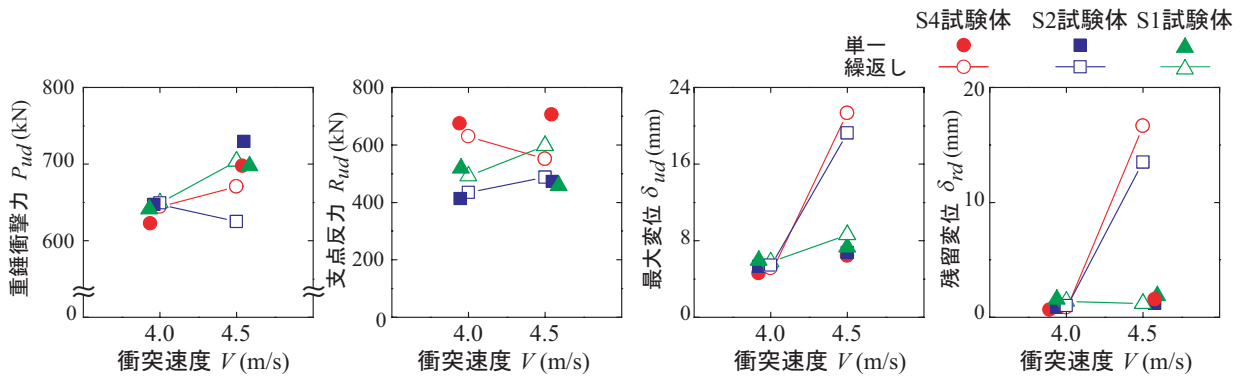 S4試験体 S2試験体 S1試験体
単一
繰返し
重錘衝撃力 Pud (kN)
800
700
600
0
4.0 4.5
衝突速度 V (m/s)
支点反力 Rud (kN)
800
600
400
200
0
4.0 4.5
衝突速度 V (m/s)
最大変位 δud (mm)
24
16
8
0
4.0 4.5
衝突速度 V (m/s)
残留変位 δrd (mm)
20
10
0
4.0 4.5
衝突速度 V (m/s)